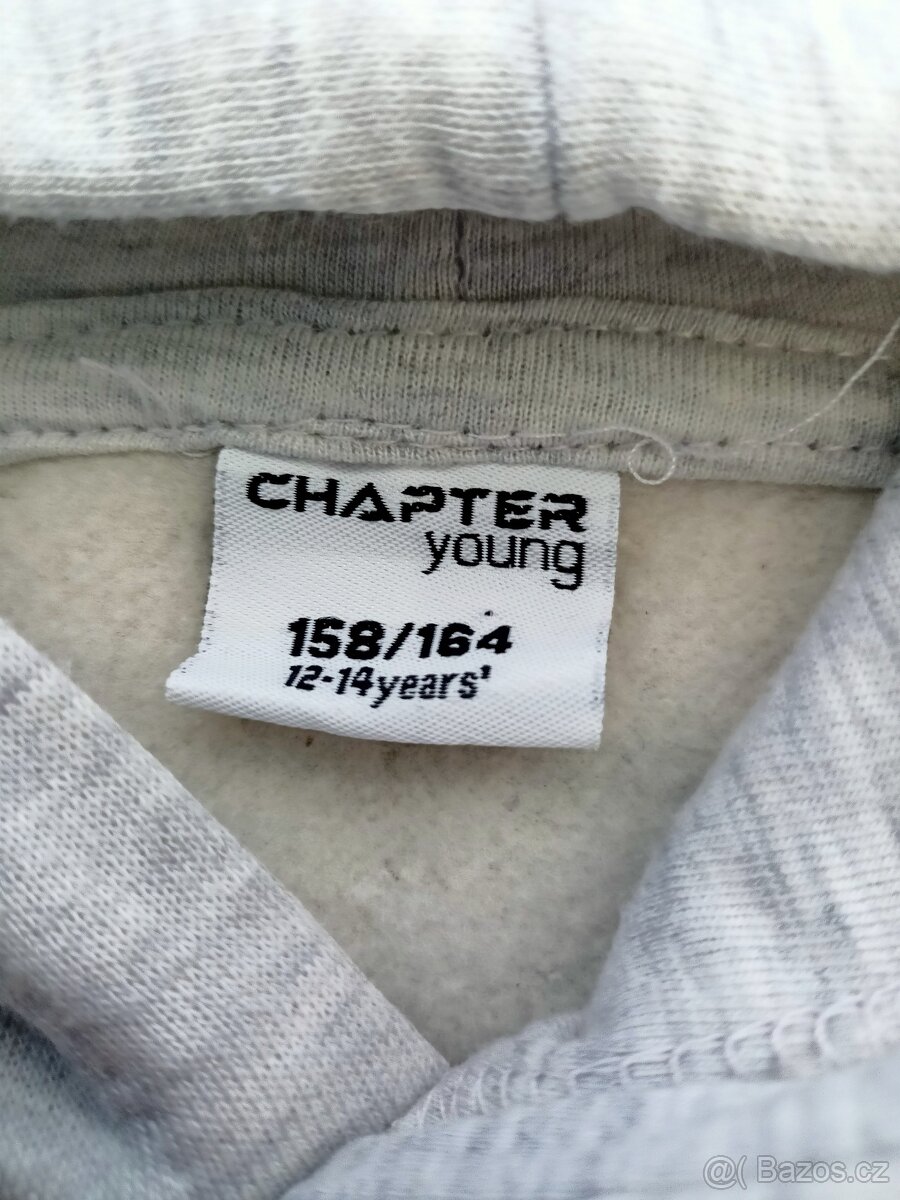 CHAPTER
young
158/164
12-14years'
@( Bazos.cz